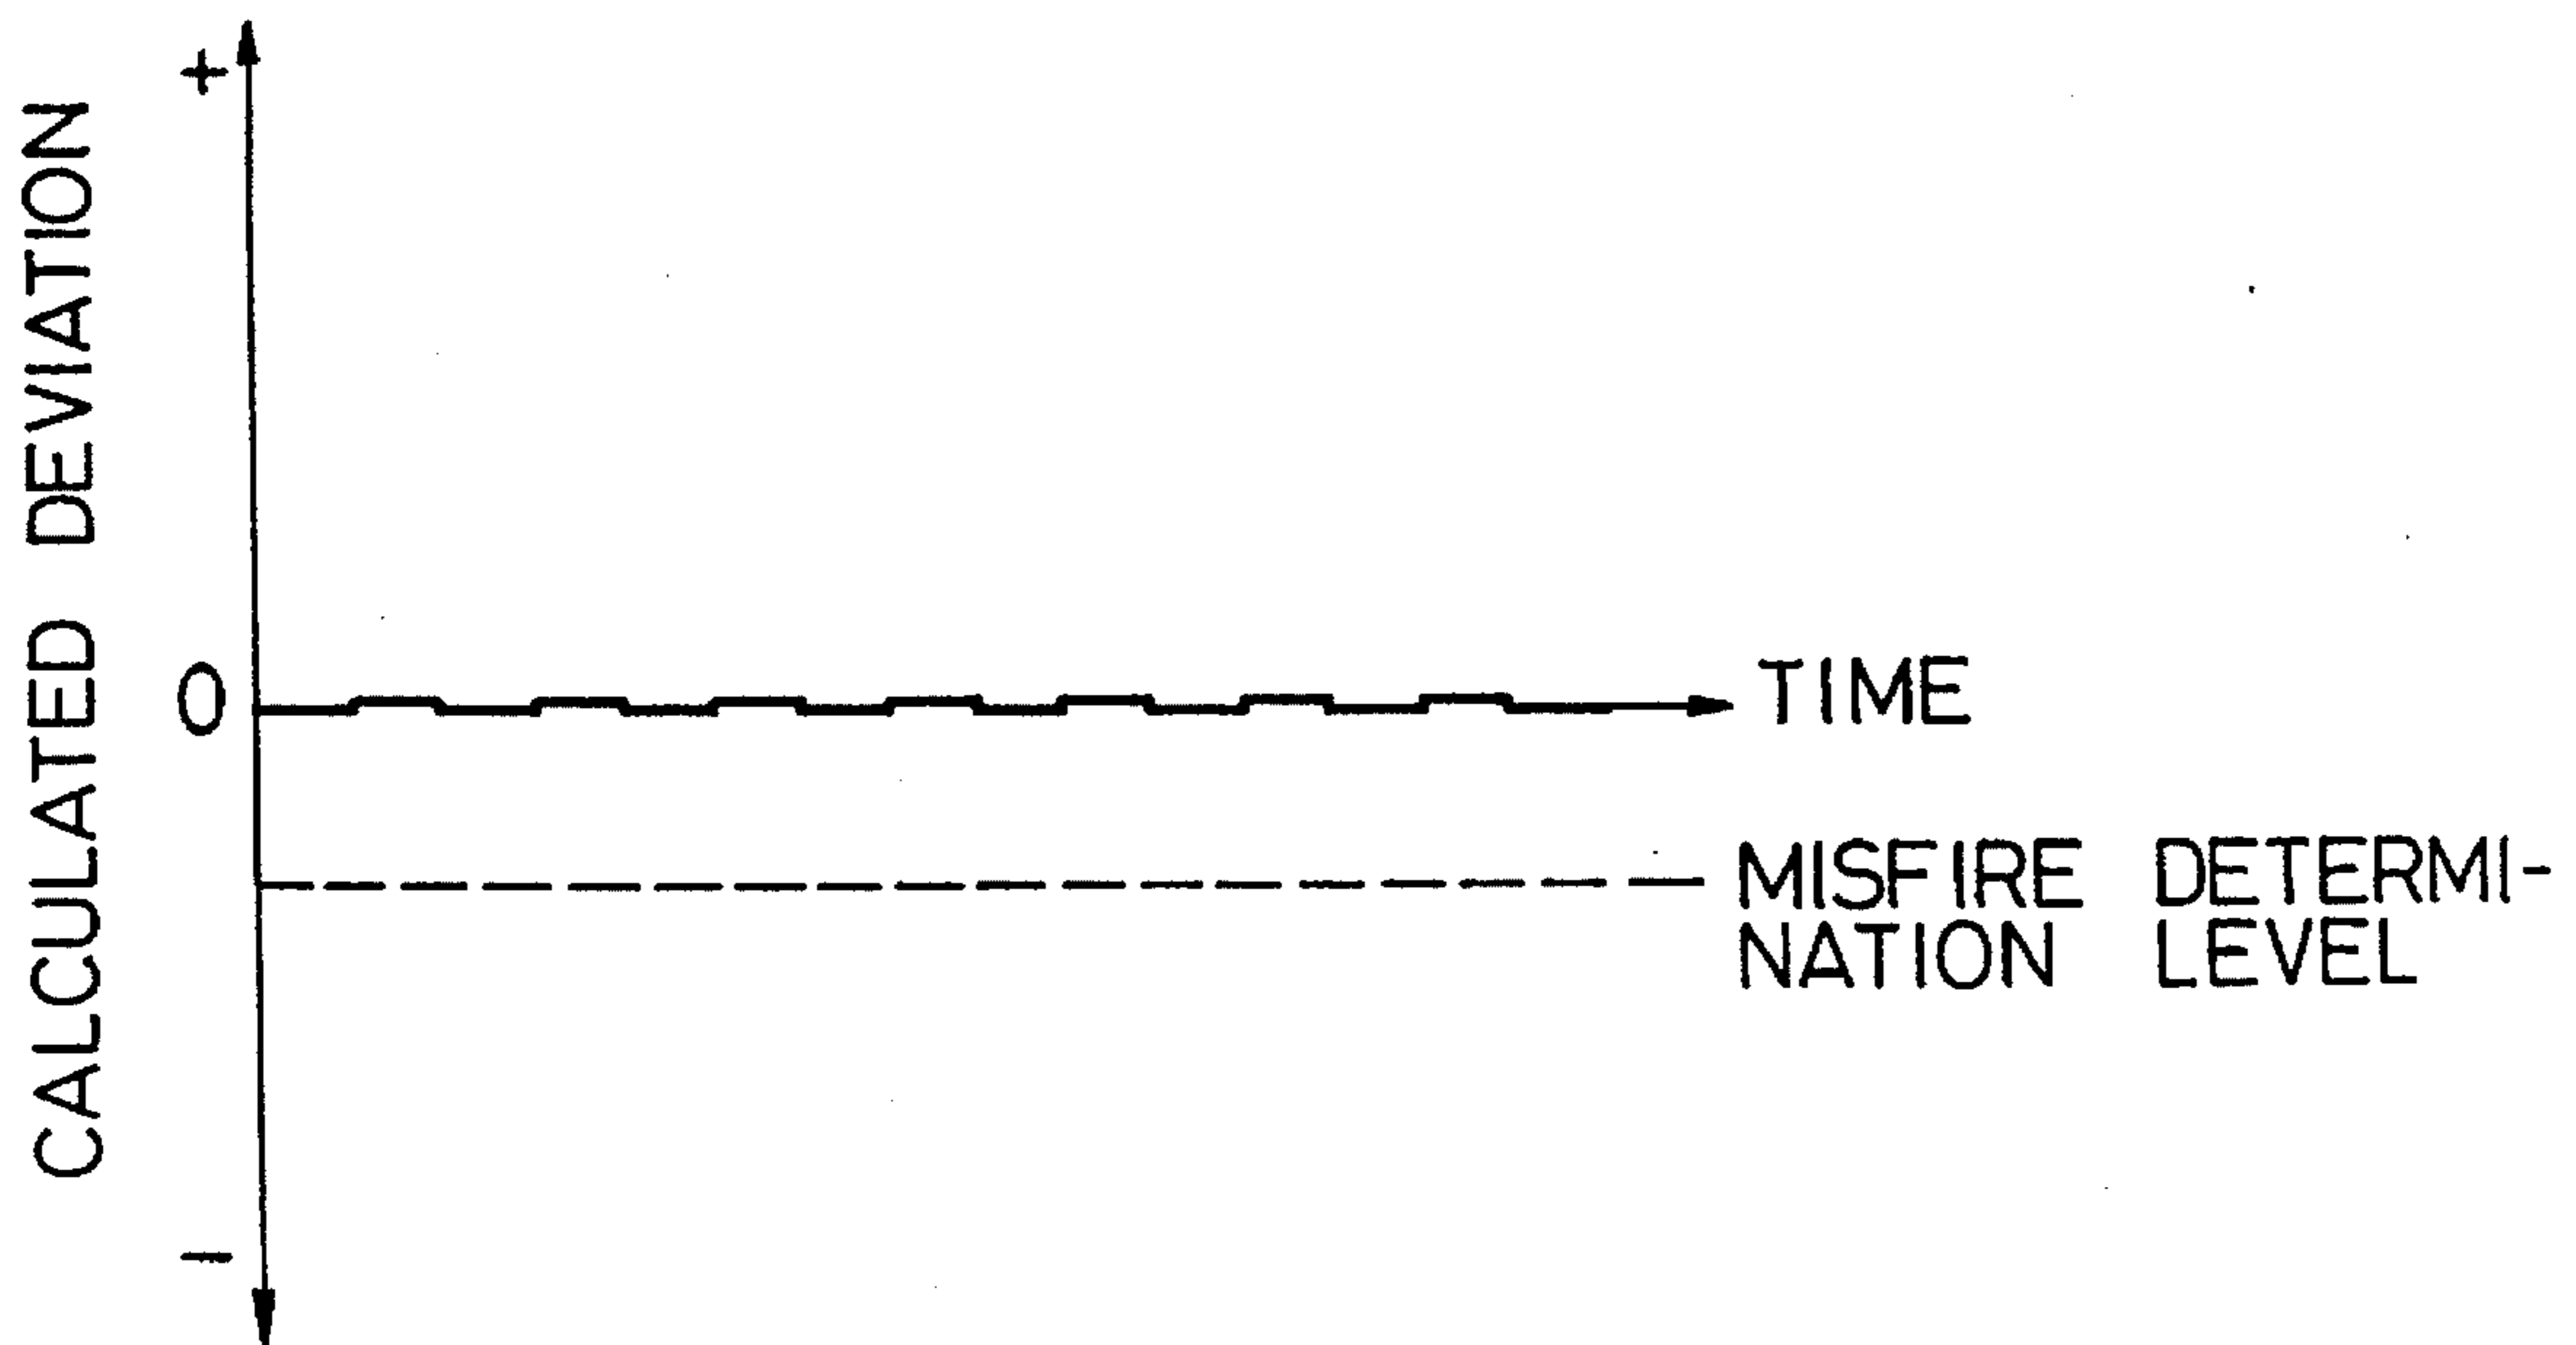 CALCULATED DEVIATION
+
0
−
TIME
MISFIRE DETERMI-
NATION LEVEL